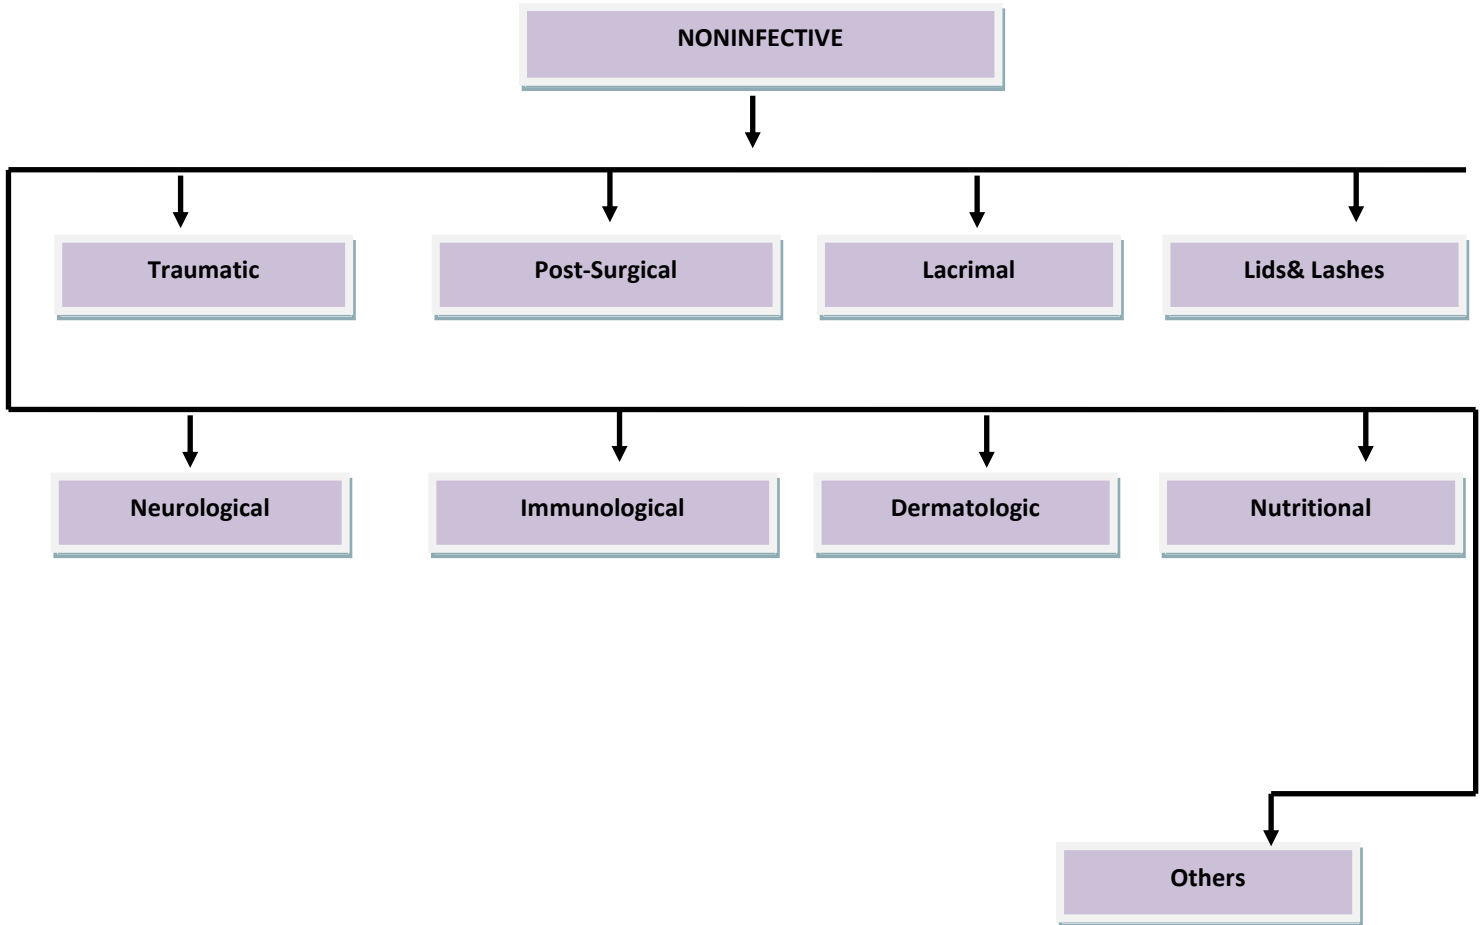 NONINFECTIVE
Traumatic
Post-Surgical
Lacrimal
Lids& Lashes
Neurological
Immunological
Dermatologic
Nutritional
Others